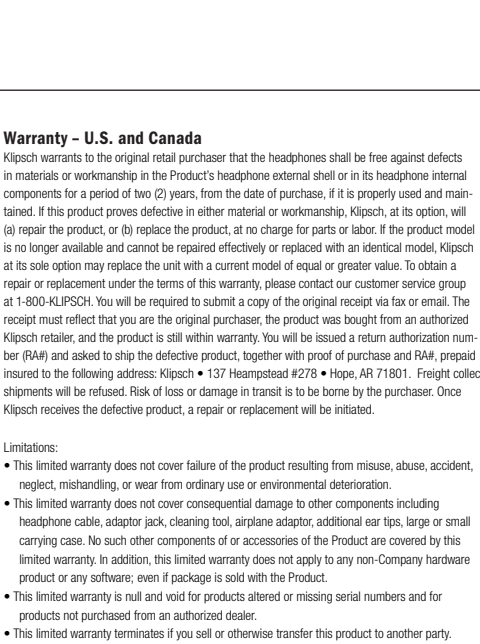 Warranty – U.S. and Canada
Klipsch warrants to the original retail purchaser that the headphones shall be free against defects
in materials or workmanship in the Product's headphone external shell or in its headphone internal
components for a period of two (2) years, from the date of purchase, if it is properly used and main-
tained. If this product proves defective in either material or workmanship, Klipsch, at its option, will
(a) repair the product, or (b) replace the product, at no charge for parts or labor. If the product model
is no longer available and cannot be repaired effectively or replaced with an identical model, Klipsch
at its sole option may replace the unit with a current model of equal or greater value. To obtain a
repair or replacement under the terms of this warranty, please contact our customer service group
at 1-800-KLIPSCH. You will be required to submit a copy of the original receipt via fax or email. The
receipt must reflect that you are the original purchaser, the product was bought from an authorized
Klipsch retailer, and the product is still within warranty. You will be issued a return authorization num-
ber (RA#) and asked to ship the defective product, together with proof of purchase and RA#, prepaid
insured to the following address: Klipsch • 137 Heampstead #278 • Hope, AR 71801. Freight collec
shipments will be refused. Risk of loss or damage in transit is to be borne by the purchaser. Once
Klipsch receives the defective product, a repair or replacement will be initiated.
Limitations:
• This limited warranty does not cover failure of the product resulting from misuse, abuse, accident,
neglect, mishandling, or wear from ordinary use or environmental deterioration.
• This limited warranty does not cover consequential damage to other components including
headphone cable, adaptor jack, cleaning tool, airplane adaptor, additional ear tips, large or small
carrying case. No such other components of or accessories of the Product are covered by this
limited warranty. In addition, this limited warranty does not apply to any non-Company hardware
product or any software; even if package is sold with the Product.
• This limited warranty is null and void for products altered or missing serial numbers and for
products not purchased from an authorized dealer.
• This limited warranty terminates if you sell or otherwise transfer this product to another party.